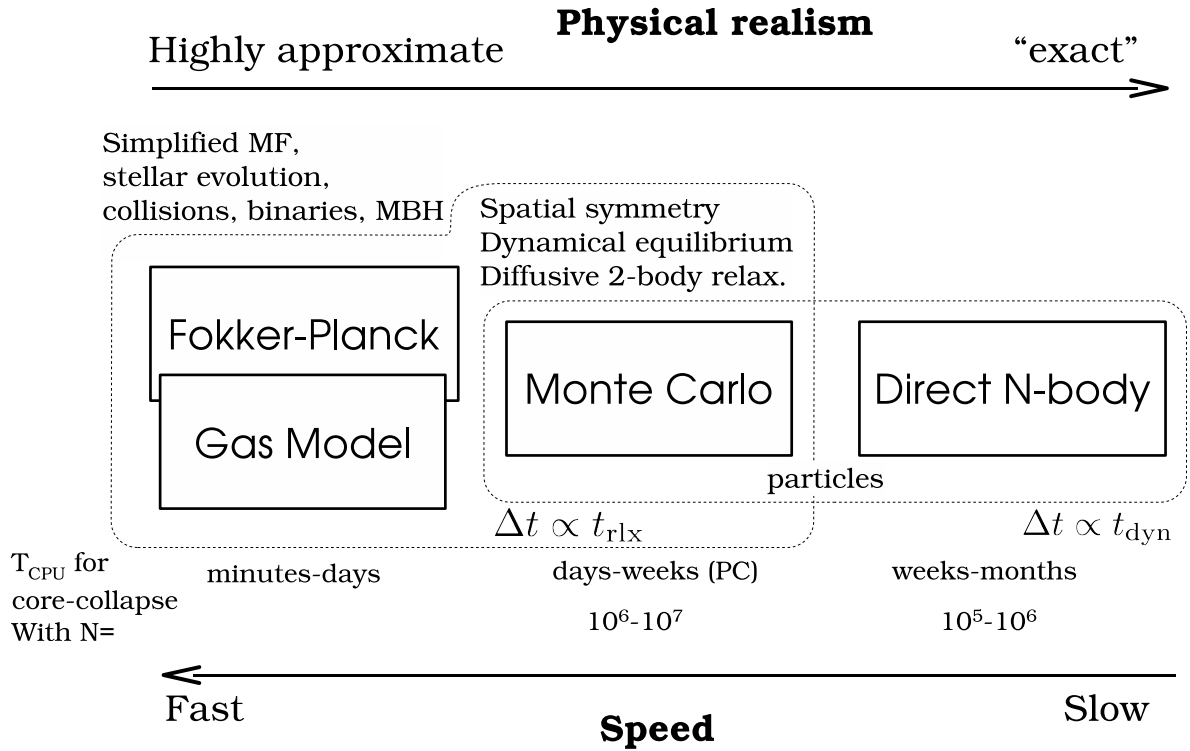 Physical realism
Highly approximate
“exact”
Simplified MF,
stellar evolution,
collisions, binaries, MBH
Spatial symmetry
Dynamical equilibrium
Diffusive 2-body relax.
Fokker-Planck
Gas Model
Monte Carlo
Direct N-body
particles
Δt ∝ t_rlx
Δt ∝ t_dyn
T_CPU for
core-collapse
With N=
minutes-days
days-weeks (PC)
weeks-months
10⁶-10⁷
10⁵-10⁶
Fast
Slow
Speed